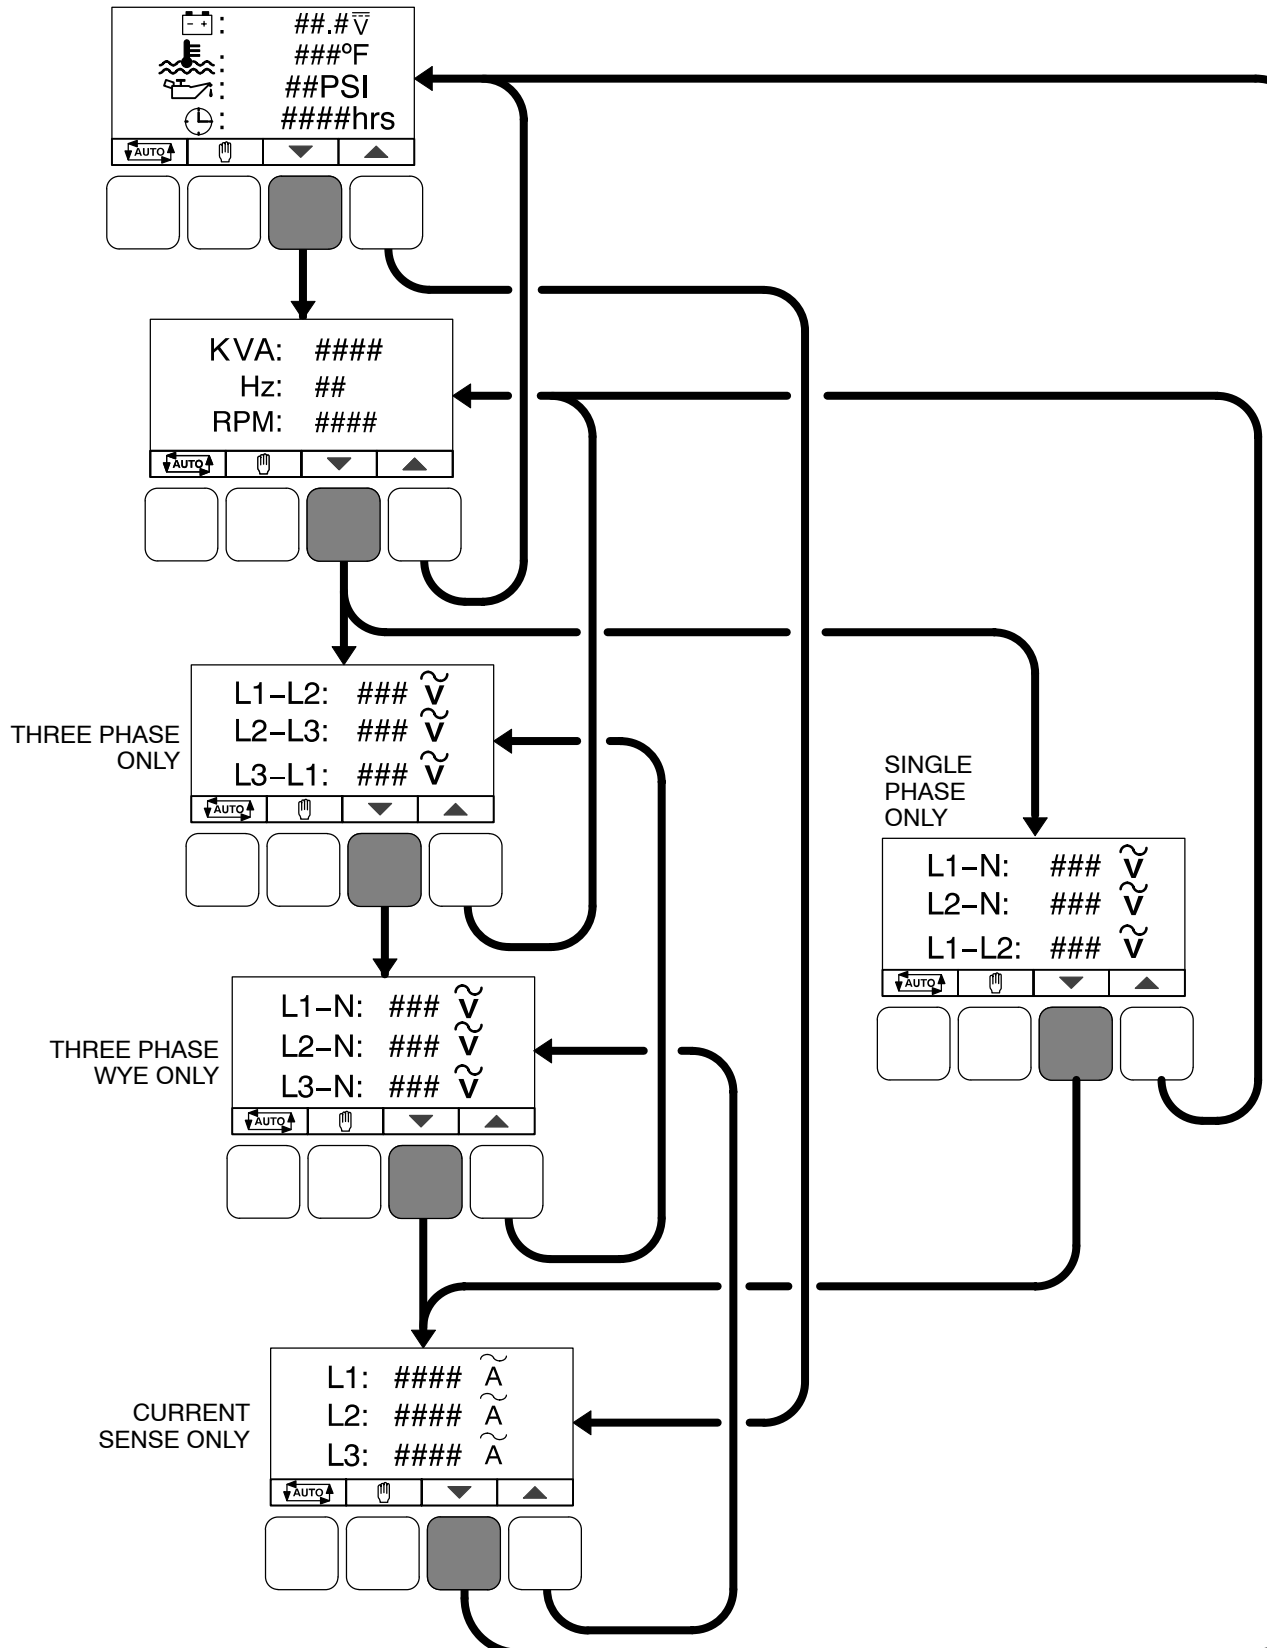 : ##.# V
: ###ºF
: ##PSI
: ####hrs
AUTO
KVA: ####
Hz: ##
RPM: ####
AUTO
THREE PHASE
ONLY
L1–L2: ### V
L2–L3: ### V
L3–L1: ### V
AUTO
SINGLE
PHASE
ONLY
L1–N: ### V
L2–N: ### V
L1–L2: ### V
AUTO
THREE PHASE
WYE ONLY
L1–N: ### V
L2–N: ### V
L3–N: ### V
AUTO
CURRENT
SENSE ONLY
L1: #### A
L2: #### A
L3: #### A
AUTO